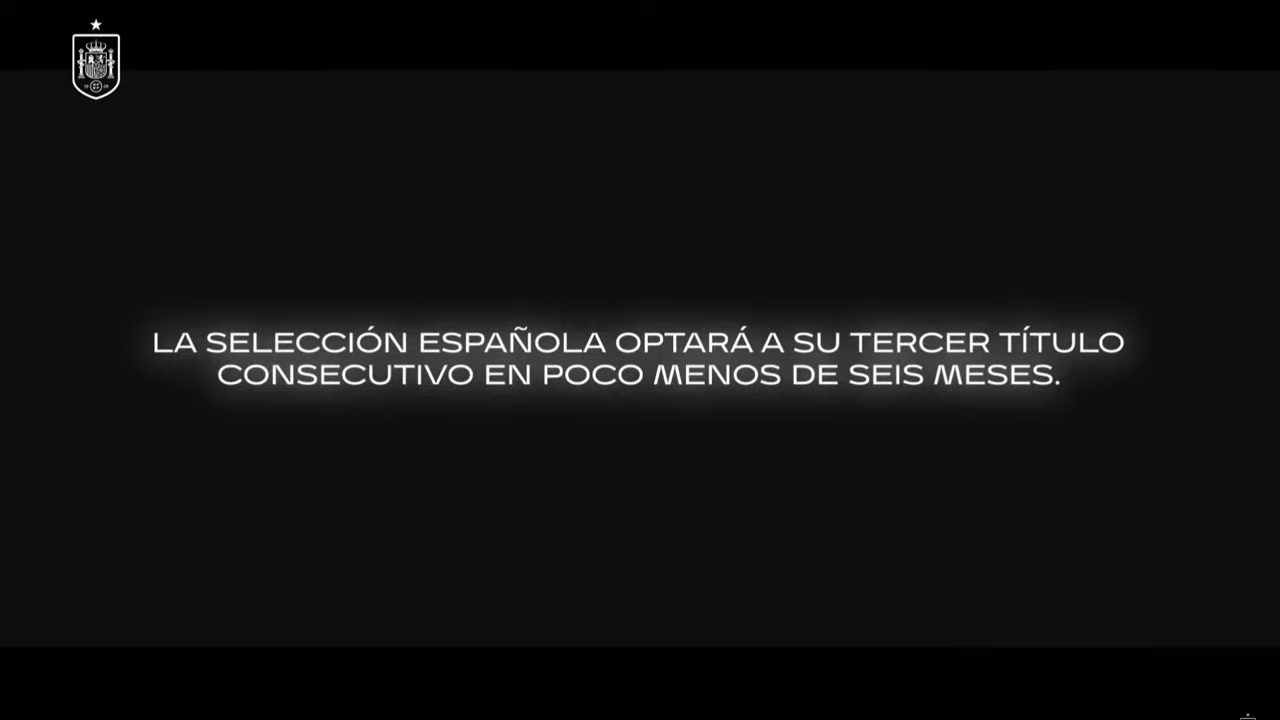 LA SELECCIÓN ESPAÑOLA OPTARÁ A SU TERCER TÍTULO
CONSECUTIVO EN POCO MENOS DE SEIS MESES.